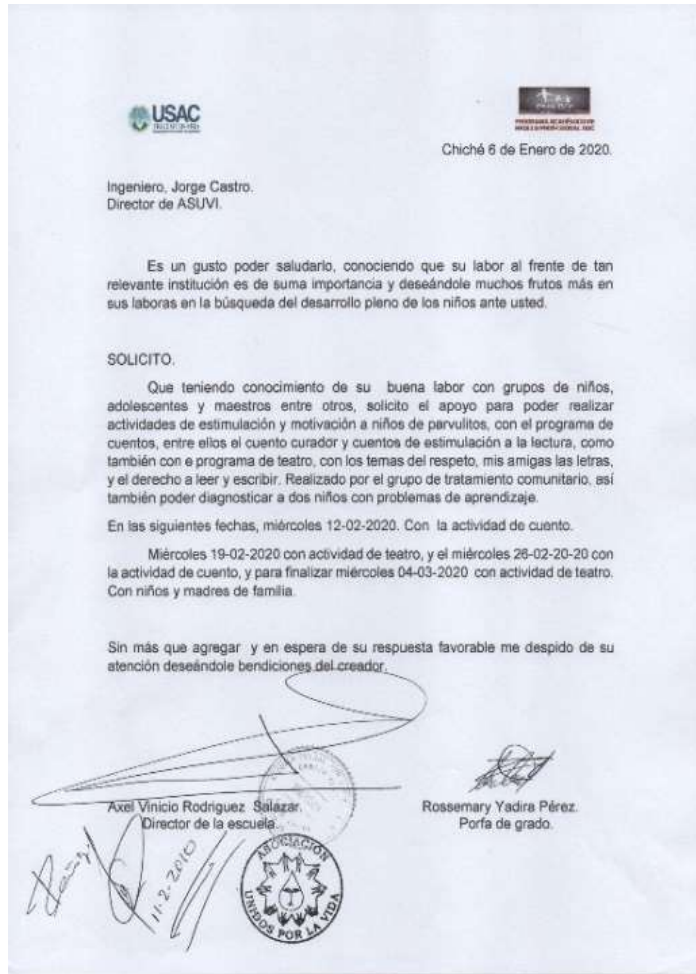 USAC
Chiché 6 de Enero de 2020.
Ingeniero, Jorge Castro.
Director de ASUVI.
Es un gusto poder saludarlo, conociendo que su labor al frente de tan
relevante institución es de suma importancia y deseándole muchos frutos más en
sus laboras en la búsqueda del desarrollo pleno de los niños ante usted.
SOLICITO.
Que teniendo conocimiento de su buena labor con grupos de niños,
adolescentes y maestros entre otros, solicito el apoyo para poder realizar
actividades de estimulación y motivación a niños de parvulitos, con el programa de
cuentos, entre ellos el cuento curador y cuentos de estimulación a la lectura, como
también con e programa de teatro, con los temas del respeto, mis amigas las letras,
y el derecho a leer y escribir. Realizado por el grupo de tratamiento comunitario, así
también poder diagnosticar a dos niños con problemas de aprendizaje.
En las siguientes fechas, miércoles 12-02-2020. Con la actividad de cuento.
Miércoles 19-02-2020 con actividad de teatro, y el miércoles 26-02-20-20 con
la actividad de cuento, y para finalizar miércoles 04-03-2020 con actividad de teatro.
Con niños y madres de familia.
Sin más que agregar y en espera de su respuesta favorable me despido de su
atención deseándole bendiciones del creador.
Axel Vinicio Rodriguez Salazar.
Director de la escuela.
Rossemary Yadira Pérez.
Porfa de grado.
11-2-2010
ASOCIACIÓN
UNIDOS POR LA VIDA